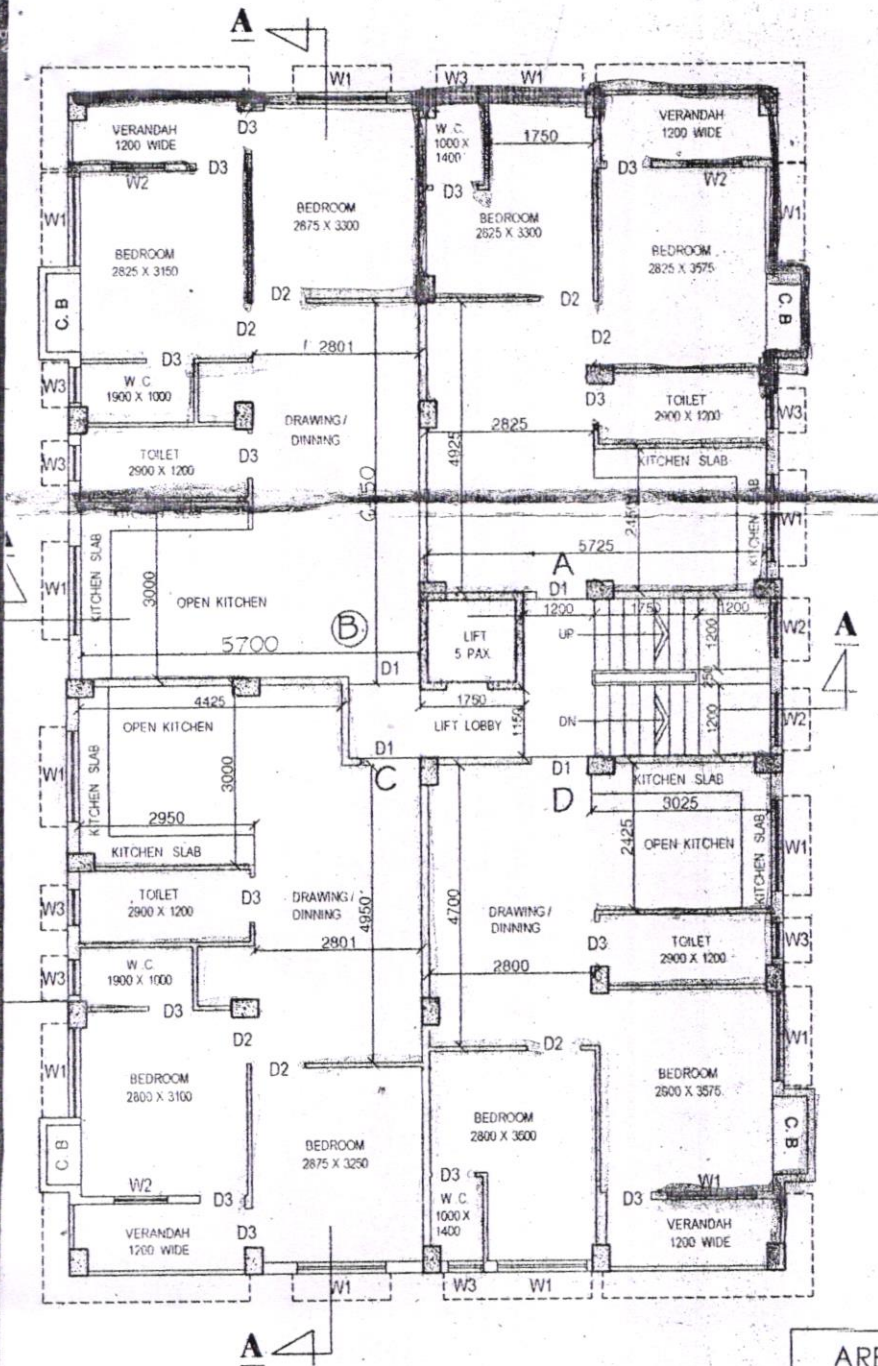 A
W1
W3
W1
VERANDAH
1200 WIDE
D3
W.C.
1000 X
1400
1750
VERANDAH
1200 WIDE
W2
D3
D3
D3
W2
W1
BEDROOM
2675 X 3300
BEDROOM
2625 X 3300
W1
BEDROOM
2825 X 3150
BEDROOM
2825 X 3575
C.B
D2
D2
C.B
D2
D2
2801
D3
W3
W.C
1900 X 1000
D3
TOILET
2900 X 1200
W3
DRAWING/
DINNING
4925
2825
W3
TOILET
2900 X 1200
D3
KITCHEN SLAB
KITCHEN SLAB
W1
5725
W1
KITCHEN SLAB
3000
OPEN KITCHEN
A
D1
B
5700
D1
1200
1750
1200
LIFT
5 PAX.
UP
1200
W2
A
250
4425
1750
LIFT LOBBY
1150
DN
1200
W2
OPEN KITCHEN
D1
C
D1
D
KITCHEN SLAB
3025
W1
KITCHEN SLAB
3000
2950
KITCHEN SLAB
2425
OPEN KITCHEN
KITCHEN SLAB
W1
W3
TOILET
2900 X 1200
D3
DRAWING/
DINNING
4950
4700
DRAWING/
DINNING
D3
TOILET
2900 X 1200
W3
2801
2800
W3
W.C.
1900 X 1000
D3
D2
D2
D2
W1
W1
BEDROOM
2800 X 3100
BEDROOM
2900 X 3575
BEDROOM
2875 X 3250
BEDROOM
2800 X 3500
C B
C.B
W2
D3
D3
W.C.
1000 X
1400
D3
W1
VERANDAH
1200 WIDE
D3
VERANDAH
1200 WIDE
W1
W3
W1
A